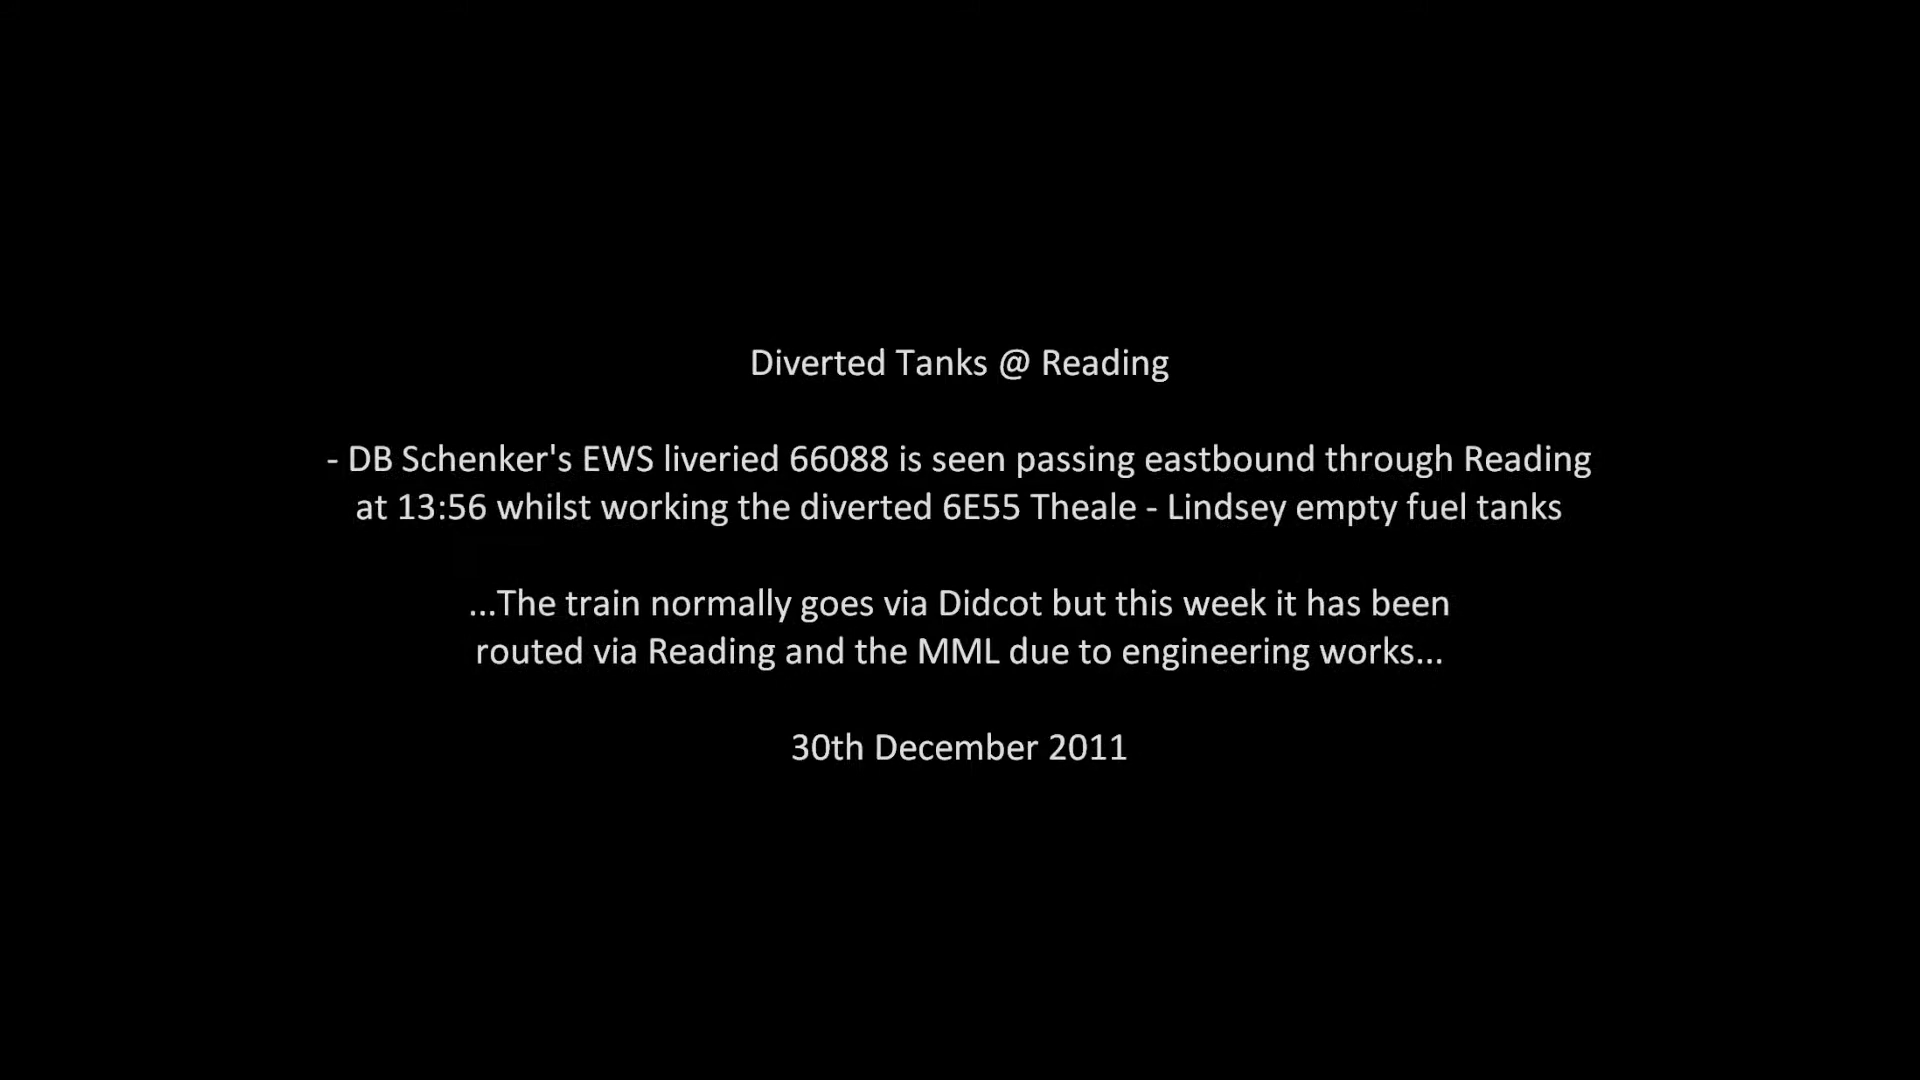 Diverted Tanks @ Reading
- DB Schenker's EWS liveried 66088 is seen passing eastbound through Reading
at 13:56 whilst working the diverted 6E55 Theale - Lindsey empty fuel tanks
...The train normally goes via Didcot but this week it has been
routed via Reading and the MML due to engineering works...
30th December 2011